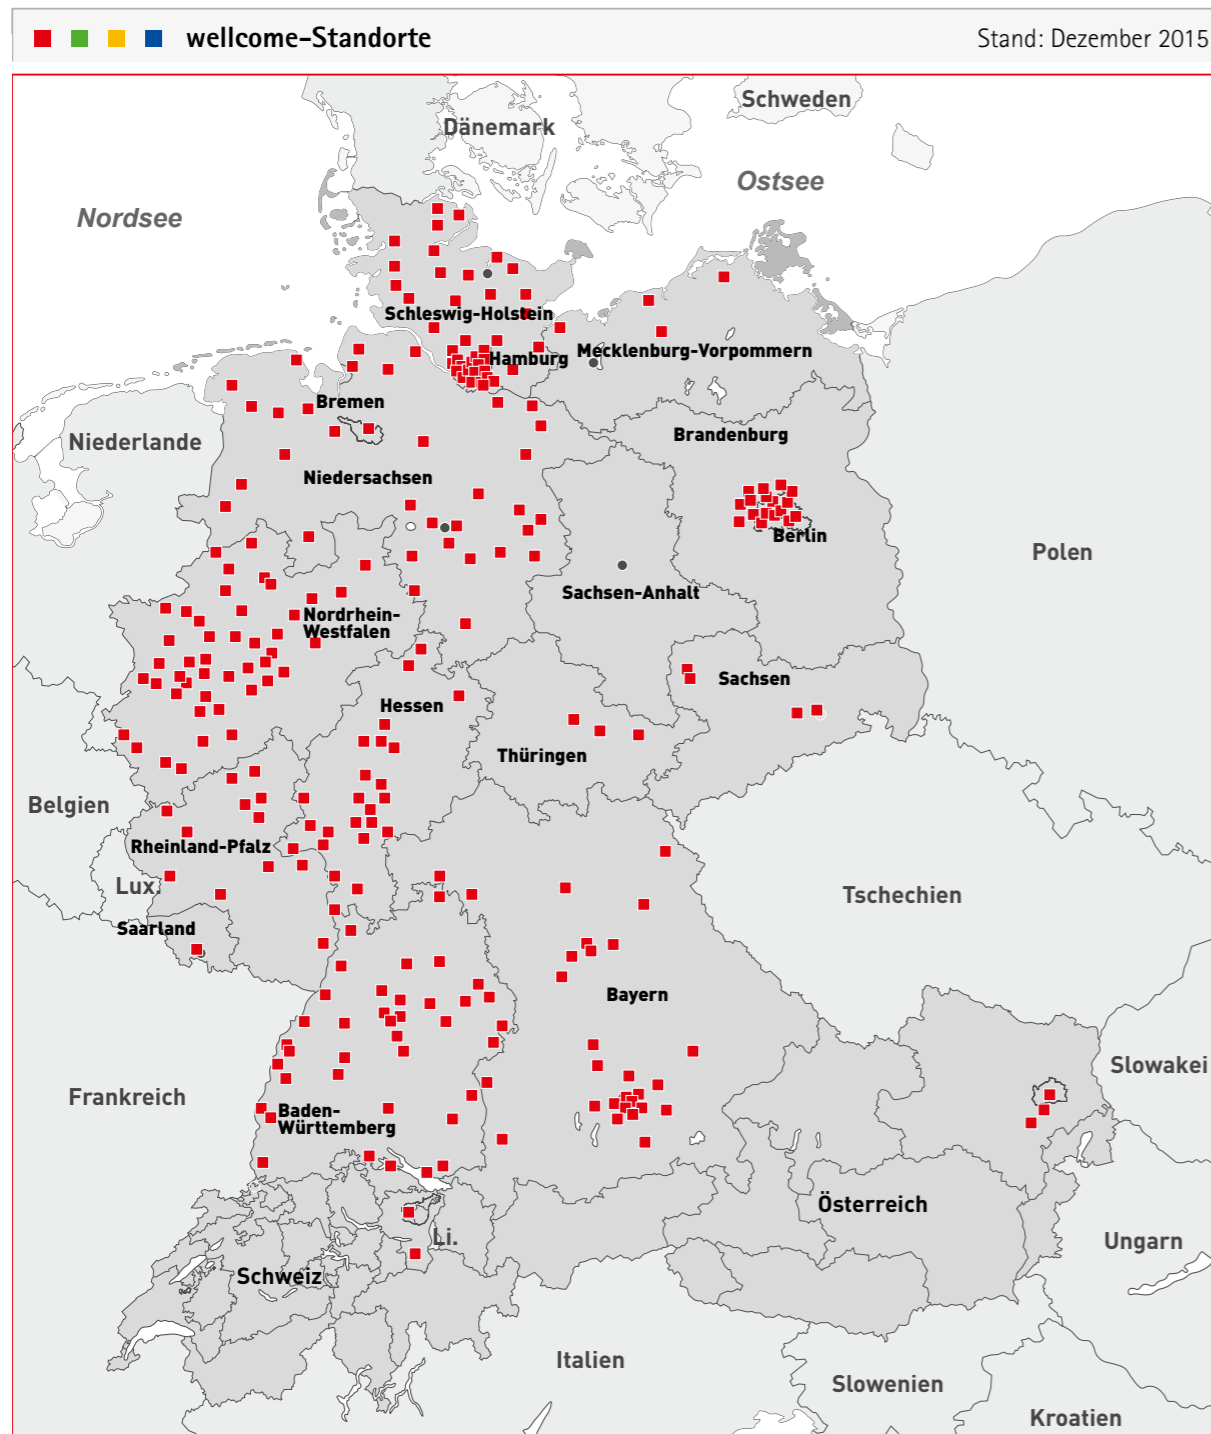 wellcome-Standorte
Stand: Dezember 2015
Schweden
Dänemark
Ostsee
Nordsee
Schleswig-Holstein
Hamburg
Mecklenburg-Vorpommern
Bremen
Brandenburg
Niederlande
Niedersachsen
Berlin
Polen
Sachsen-Anhalt
Nordrhein-
Westfalen
Sachsen
Hessen
Thüringen
Belgien
Rheinland-Pfalz
Lux.
Tschechien
Saarland
Bayern
Slowakei
Frankreich
Baden-
Württemberg
Österreich
Li.
Ungarn
Schweiz
Italien
Slowenien
Kroatien